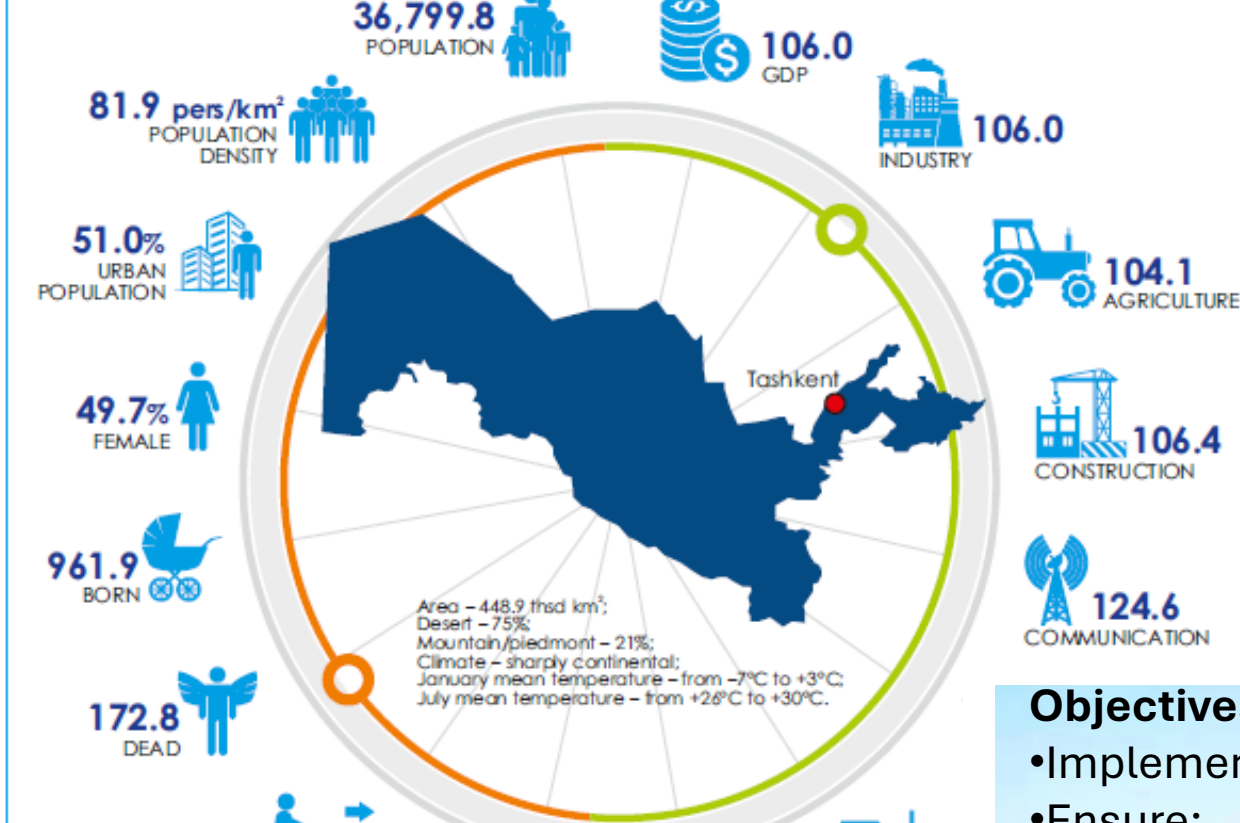 36,799.8
POPULATION
106.0
GDP
81.9 pers/km²
POPULATION
DENSITY
106.0
INDUSTRY
51.0%
URBAN
POPULATION
104.1
AGRICULTURE
Tashkent
49.7%
FEMALE
106.4
CONSTRUCTION
961.9
BORN
124.6
COMMUNICATION
Area – 448.9 thsd km²;
Desert – 75%;
Mountain/piedmont – 21%;
Climate – sharply continental;
January mean temperature – from –7°C to +3°C;
July mean temperature – from +26°C to +30°C.
172.8
DEAD
Objective
•Implemen
•Ensure: